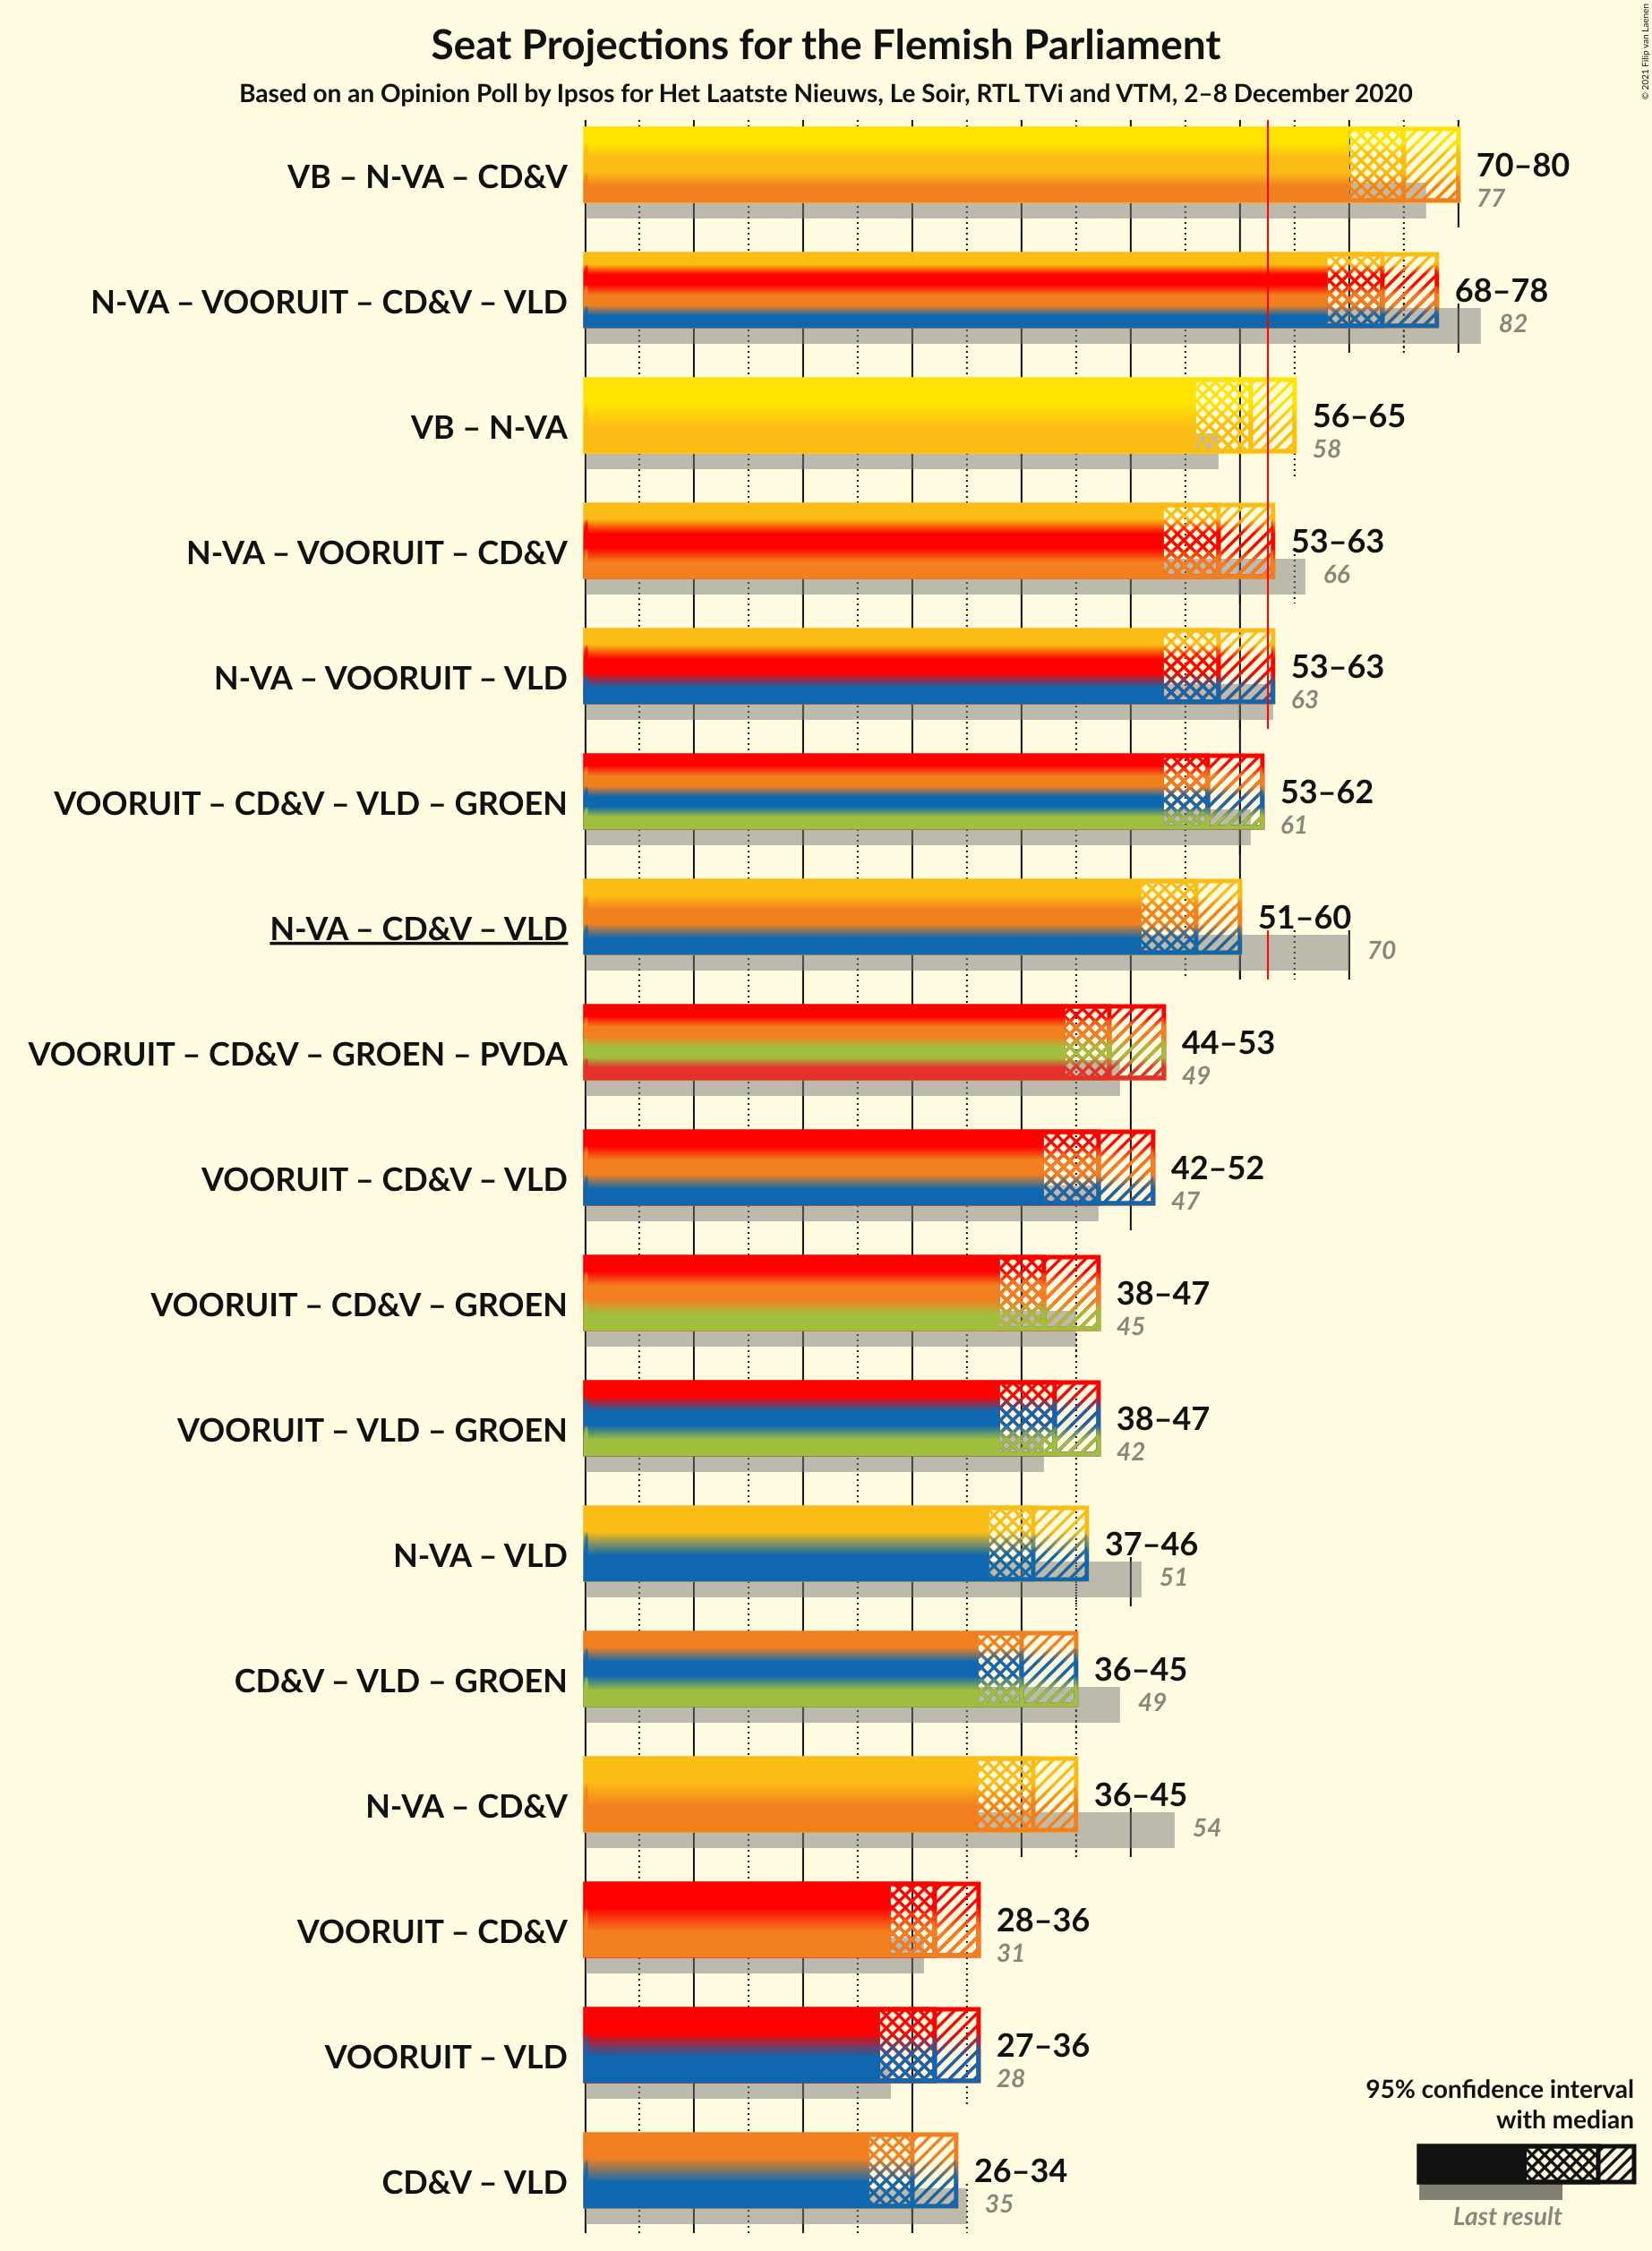 Seat Projections for the Flemish Parliament
Based on an Opinion Poll by Ipsos for Het Laatste Nieuws, Le Soir, RTL TVi and VTM, 2–8 December 2020
© 2021 Filip van Laenen
VB – N-VA – CD&V
70–80
77
N-VA – VOORUIT – CD&V – VLD
68–78
82
VB – N-VA
56–65
58
N-VA – VOORUIT – CD&V
53–63
66
N-VA – VOORUIT – VLD
53–63
63
VOORUIT – CD&V – VLD – GROEN
53–62
61
N-VA – CD&V – VLD
51–60
70
VOORUIT – CD&V – GROEN – PVDA
44–53
49
VOORUIT – CD&V – VLD
42–52
47
VOORUIT – CD&V – GROEN
38–47
45
VOORUIT – VLD – GROEN
38–47
42
N-VA – VLD
37–46
51
CD&V – VLD – GROEN
36–45
49
N-VA – CD&V
36–45
54
VOORUIT – CD&V
28–36
31
VOORUIT – VLD
27–36
28
CD&V – VLD
26–34
35
95% confidence interval
with median
Last result